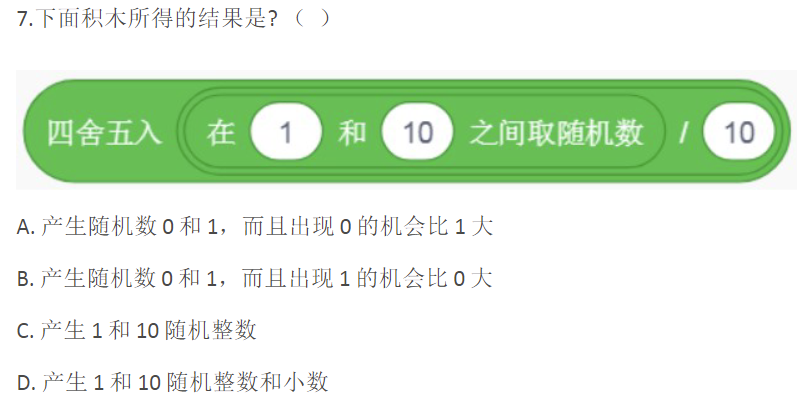 7.下面积木所得的结果是?（ ）
四舍五入 在 1 和 10 之间取随机数 / 10
A. 产生随机数 0 和 1，而且出现 0 的机会比 1 大
B. 产生随机数 0 和 1，而且出现 1 的机会比 0 大
C. 产生 1 和 10 随机整数
D. 产生 1 和 10 随机整数和小数